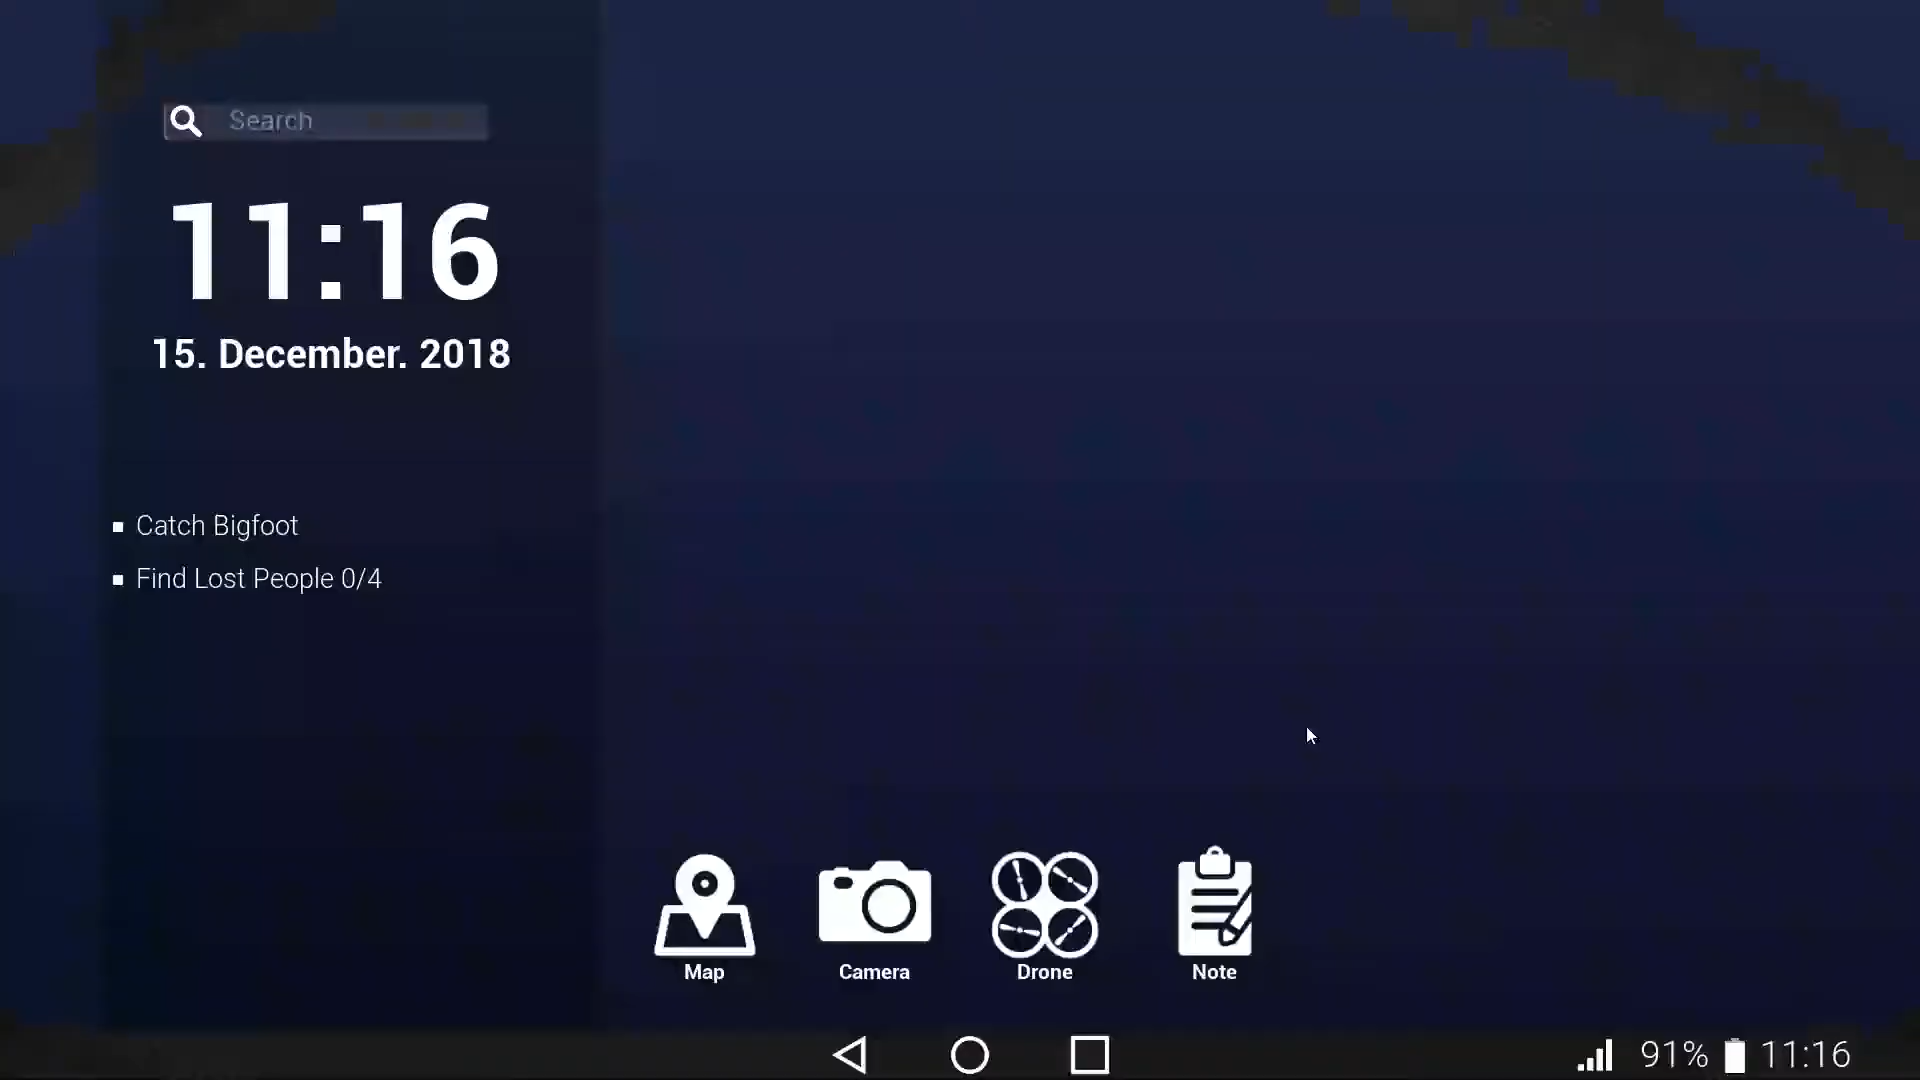 Search
11:16
15. December. 2018
Catch Bigfoot
Find Lost People 0/4
Map
Camera
Drone
Note
91% 11:16